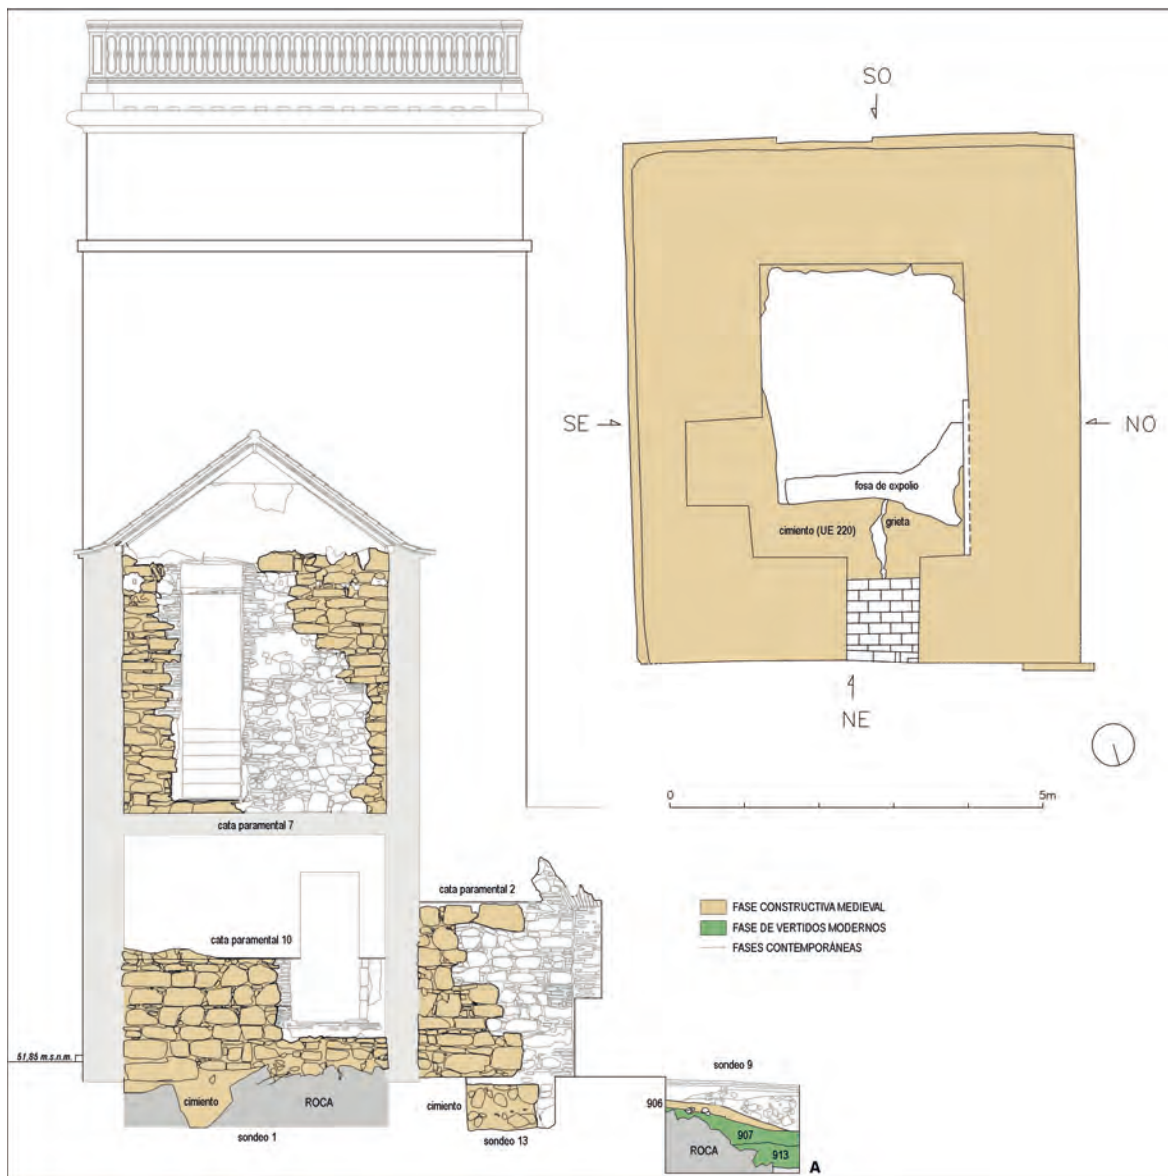 SO
SE
NO
fosa de expolio
cimiento (UE 220)
grieta
NE
0
5m
cata paramental 7
cata paramental 2
FASE CONSTRUCTIVA MEDIEVAL
FASE DE VERTIDOS MODERNOS
FASES CONTEMPORÁNEAS
cata paramental 10
51,85 m.s.n.m.
cimiento
ROCA
sondeo 1
cimiento
sondeo 13
sondeo 9
906
907
ROCA
913
A